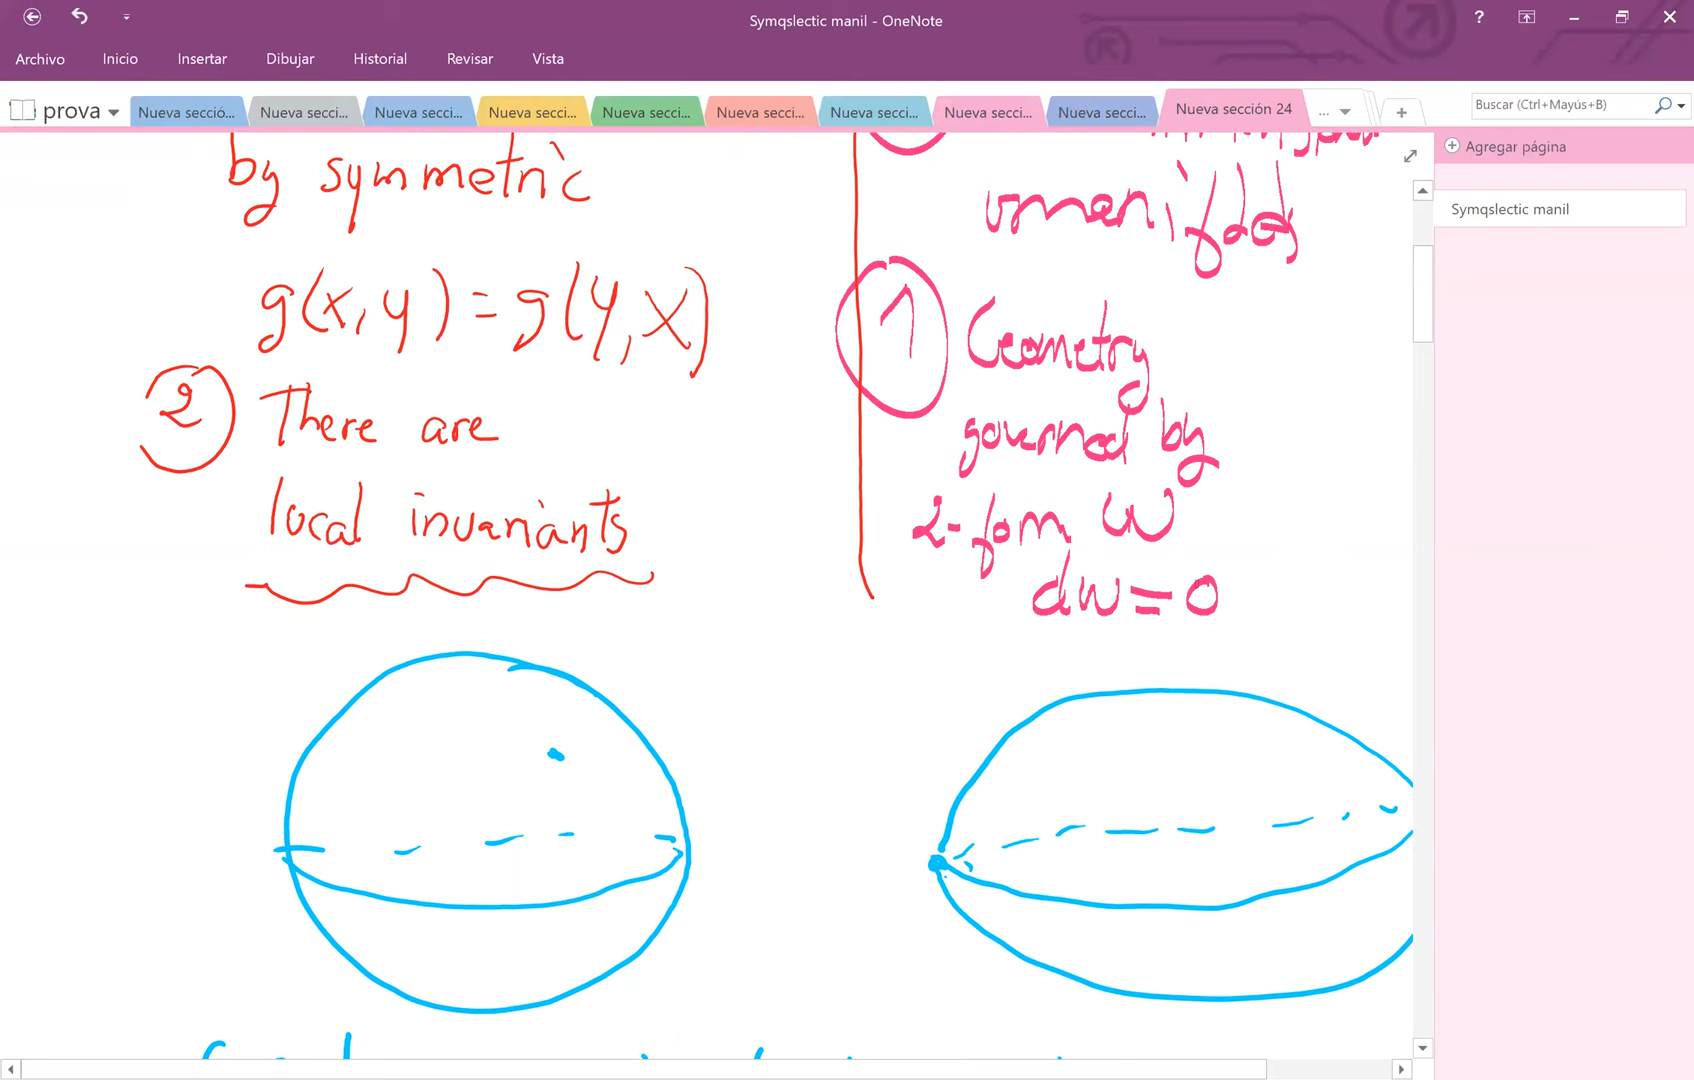 Symqslectic manil - OneNote
?
Archivo Inicio Insertar Dibujar Historial Revisar Vista
prova
Nueva secció... Nueva secci... Nueva secci... Nueva secci... Nueva secci... Nueva secci... Nueva secci... Nueva secci... Nueva secci... Nueva sección 24 ... +
Buscar (Ctrl+Mayús+B)
Agregar página
Symqslectic manil
by symmetric
g(x,y) = g(y,x)
2 There are
local invariants
manifolds
1 Geometry
governed by
2-form ω
dω=0